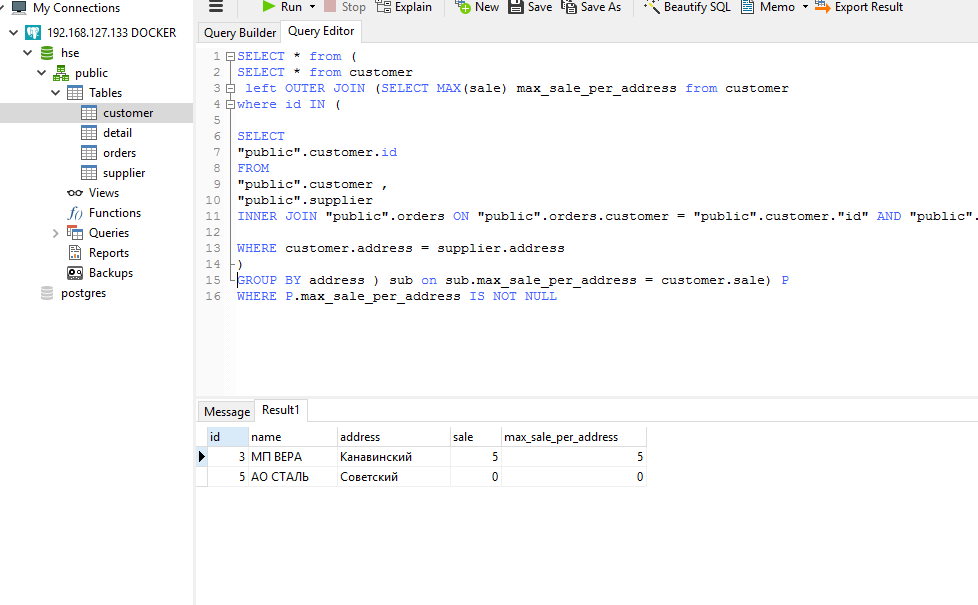 My Connections
192.168.127.133 DOCKER
hse
public
Tables
customer
detail
orders
supplier
Views
Functions
Queries
Reports
Backups
postgres
Run Stop Explain New Save Save As Beautify SQL Memo Export Result
Query Builder Query Editor
1 SELECT * from (
2 SELECT * from customer
3 left OUTER JOIN (SELECT MAX(sale) max_sale_per_address from customer
4 where id IN (
5
6 SELECT
7 "public".customer.id
8 FROM
9 "public".customer ,
10 "public".supplier
11 INNER JOIN "public".orders ON "public".orders.customer = "public".customer."id" AND "public".
12
13 WHERE customer.address = supplier.address
14 )
15 GROUP BY address ) sub on sub.max_sale_per_address = customer.sale) P
16 WHERE P.max_sale_per_address IS NOT NULL
Message Result1
id name address sale max_sale_per_address
3 МП ВЕРА Канавинский 5 5
5 АО СТАЛЬ Советский 0 0